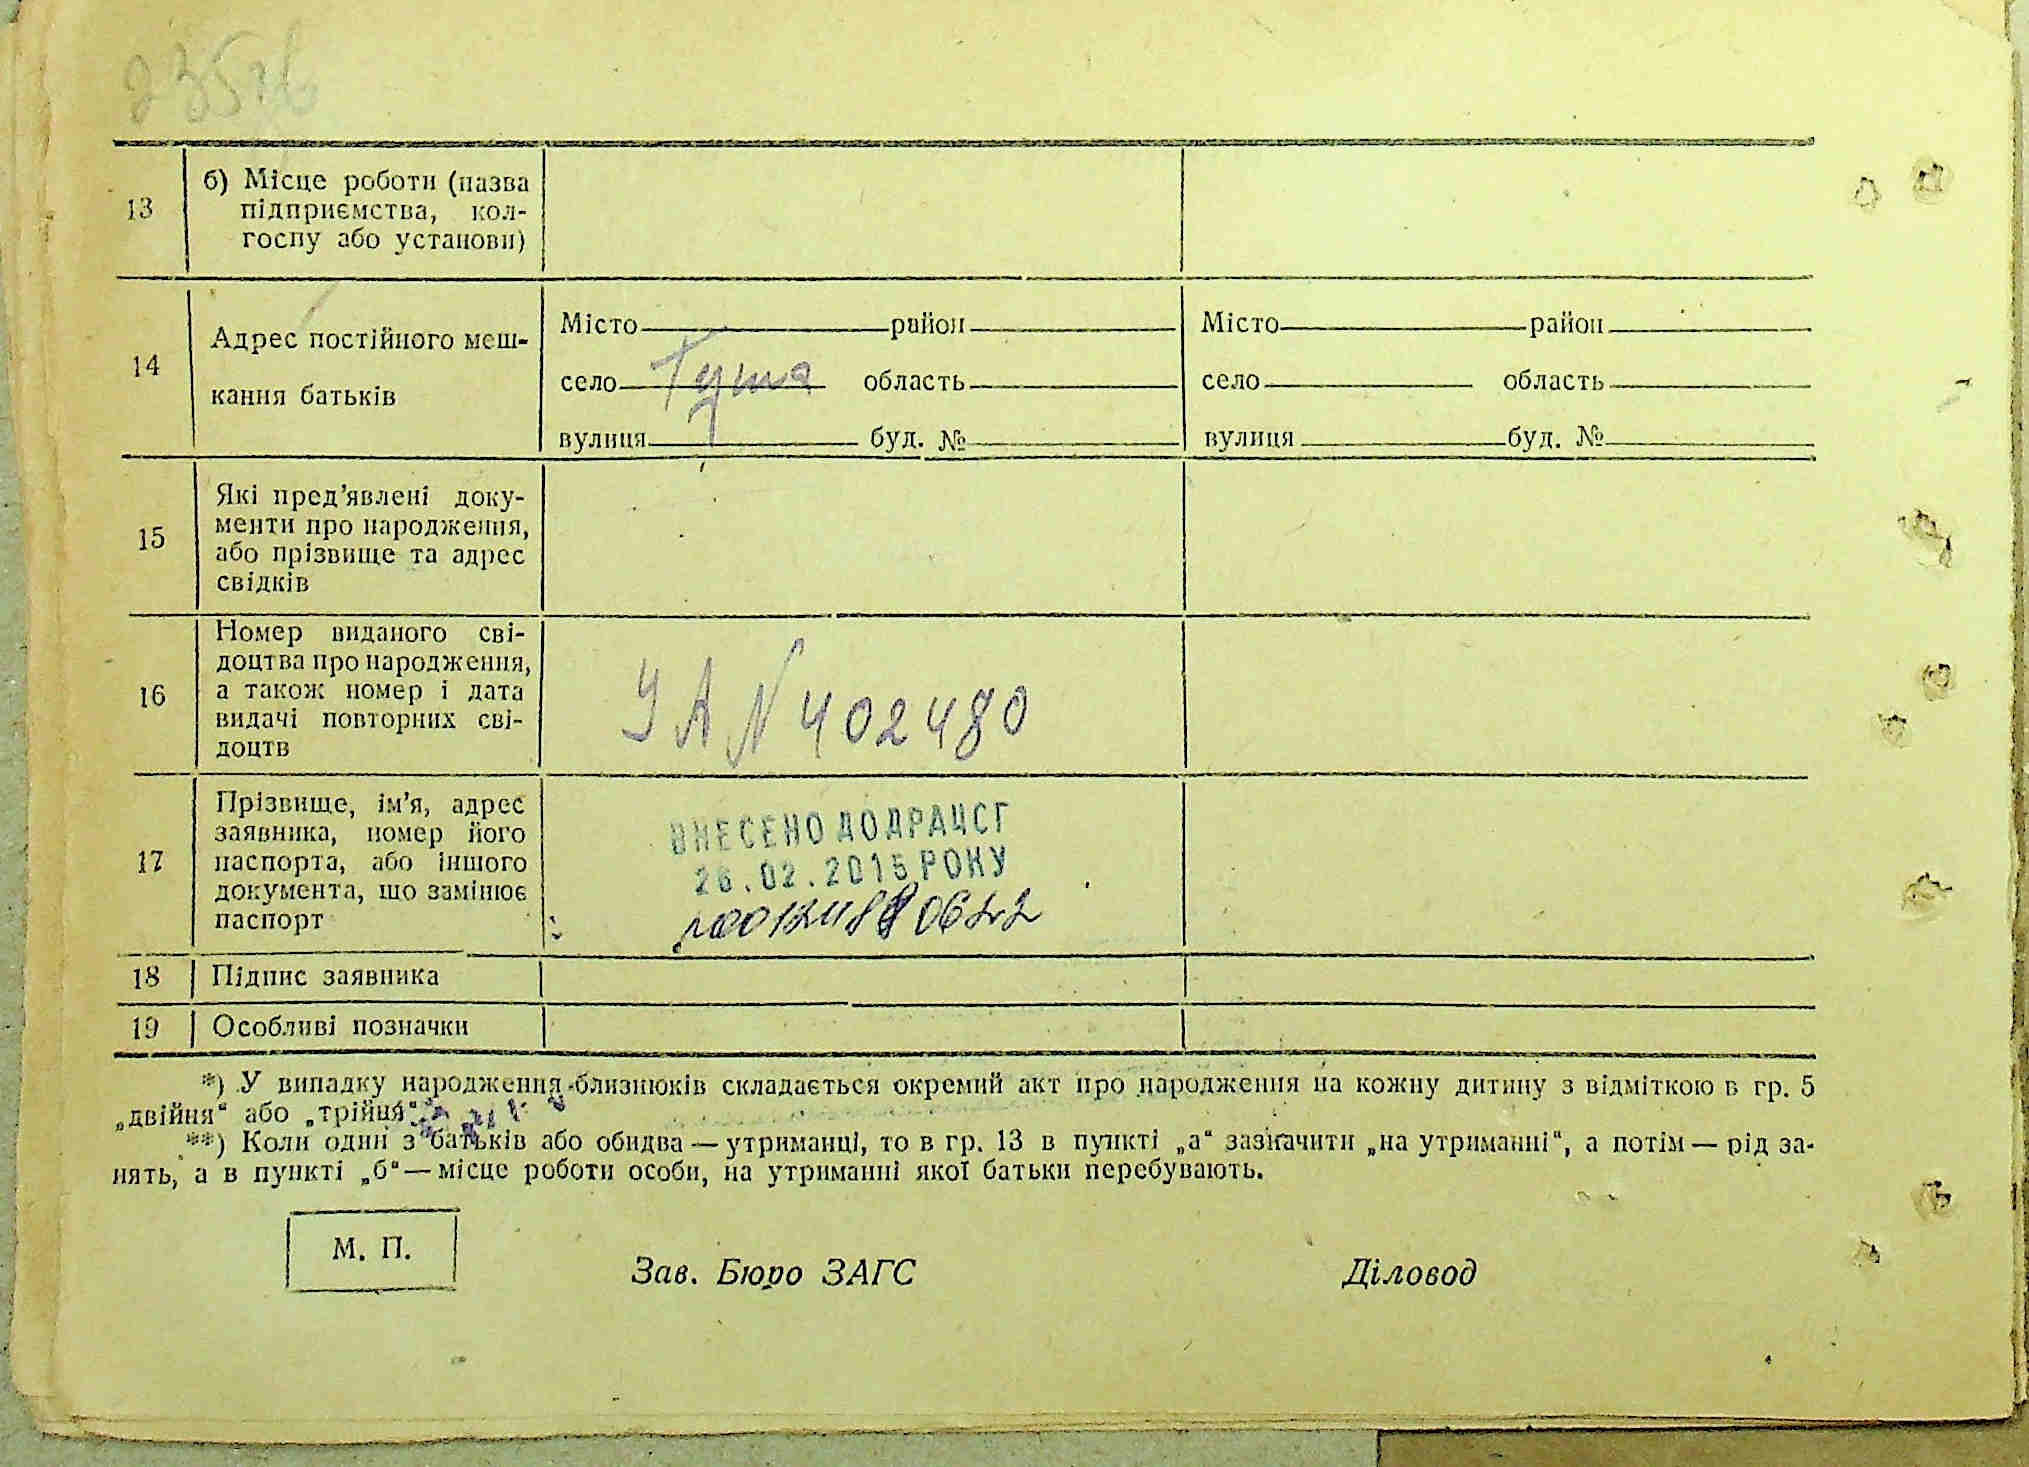 235зв
13 б) Місце роботи (назва
підприємства, кол-
госпу або установи)
14 Адрес постійного меш-
кання батьків
Місто район
село Гуща область
вулиця буд. №
Місто район
село область
вулиця буд. №
15 Які пред'явлені доку-
менти про народження,
або прізвище та адрес
свідків
16 Номер виданого сві-
доцтва про народження,
а також номер і дата
видачі повторних сві-
доцтв
УА N 402480
17 Прізвище, ім'я, адрес
заявника, номер його
паспорта, або іншого
документа, що замінює
паспорт
ВНЕСЕНО ДО ДРАЦСГ
26.02.2015 РОКУ
18 Підпис заявника
19 Особливі позначки
*) У випадку народження близнюків складається окремий акт про народження на кожну дитину з відміткою в гр. 5
„двійня“ або „трійця“.
**) Коли один з батьків або обидва — утриманці, то в гр. 13 в пункті „а“ зазначити „на утриманні“, а потім — рід за-
нять, а в пункті „б“ — місце роботи особи, на утриманні якої батьки перебувають.
М. П.
Зав. Бюро ЗАГС
Діловод